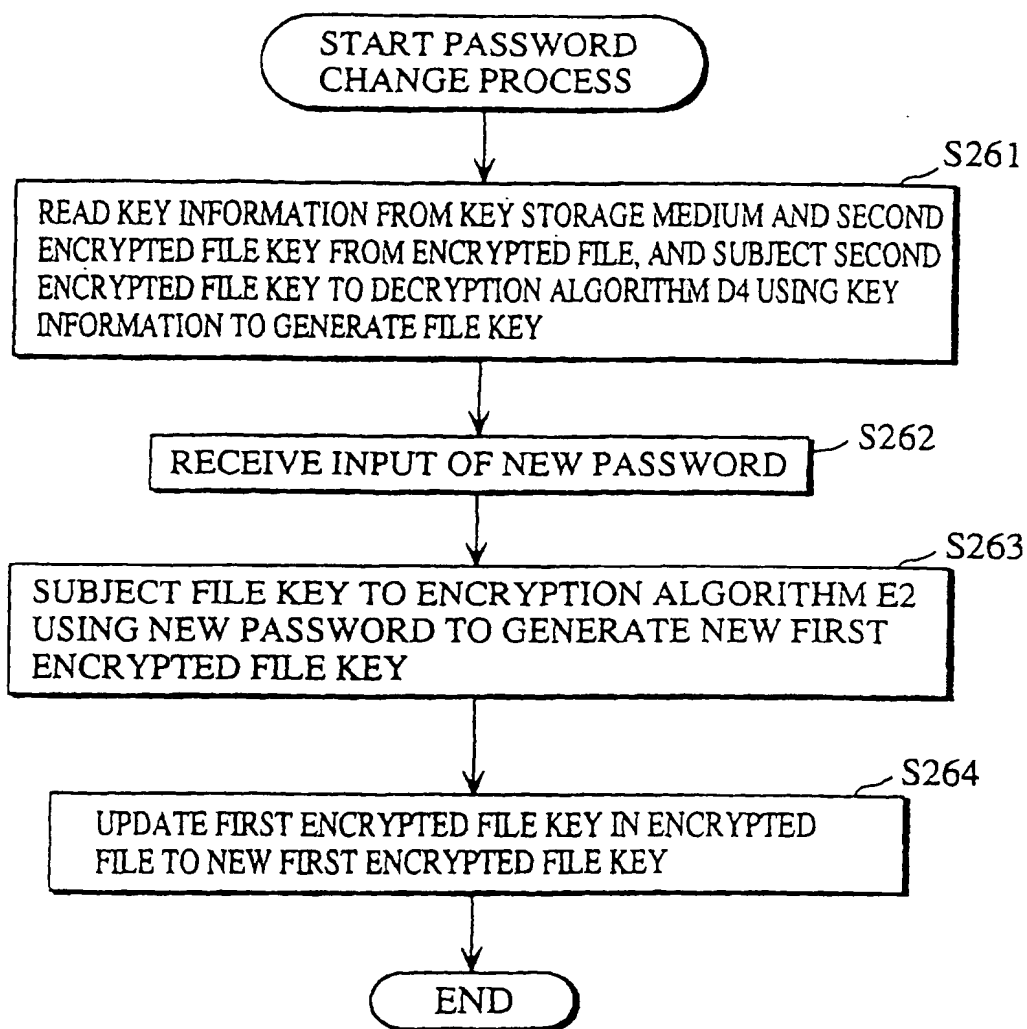 START PASSWORD
CHANGE PROCESS
S261
READ KEY INFORMATION FROM KEY STORAGE MEDIUM AND SECOND
ENCRYPTED FILE KEY FROM ENCRYPTED FILE, AND SUBJECT SECOND
ENCRYPTED FILE KEY TO DECRYPTION ALGORITHM D4 USING KEY
INFORMATION TO GENERATE FILE KEY
S262
RECEIVE INPUT OF NEW PASSWORD
S263
SUBJECT FILE KEY TO ENCRYPTION ALGORITHM E2
USING NEW PASSWORD TO GENERATE NEW FIRST
ENCRYPTED FILE KEY
S264
UPDATE FIRST ENCRYPTED FILE KEY IN ENCRYPTED
FILE TO NEW FIRST ENCRYPTED FILE KEY
END